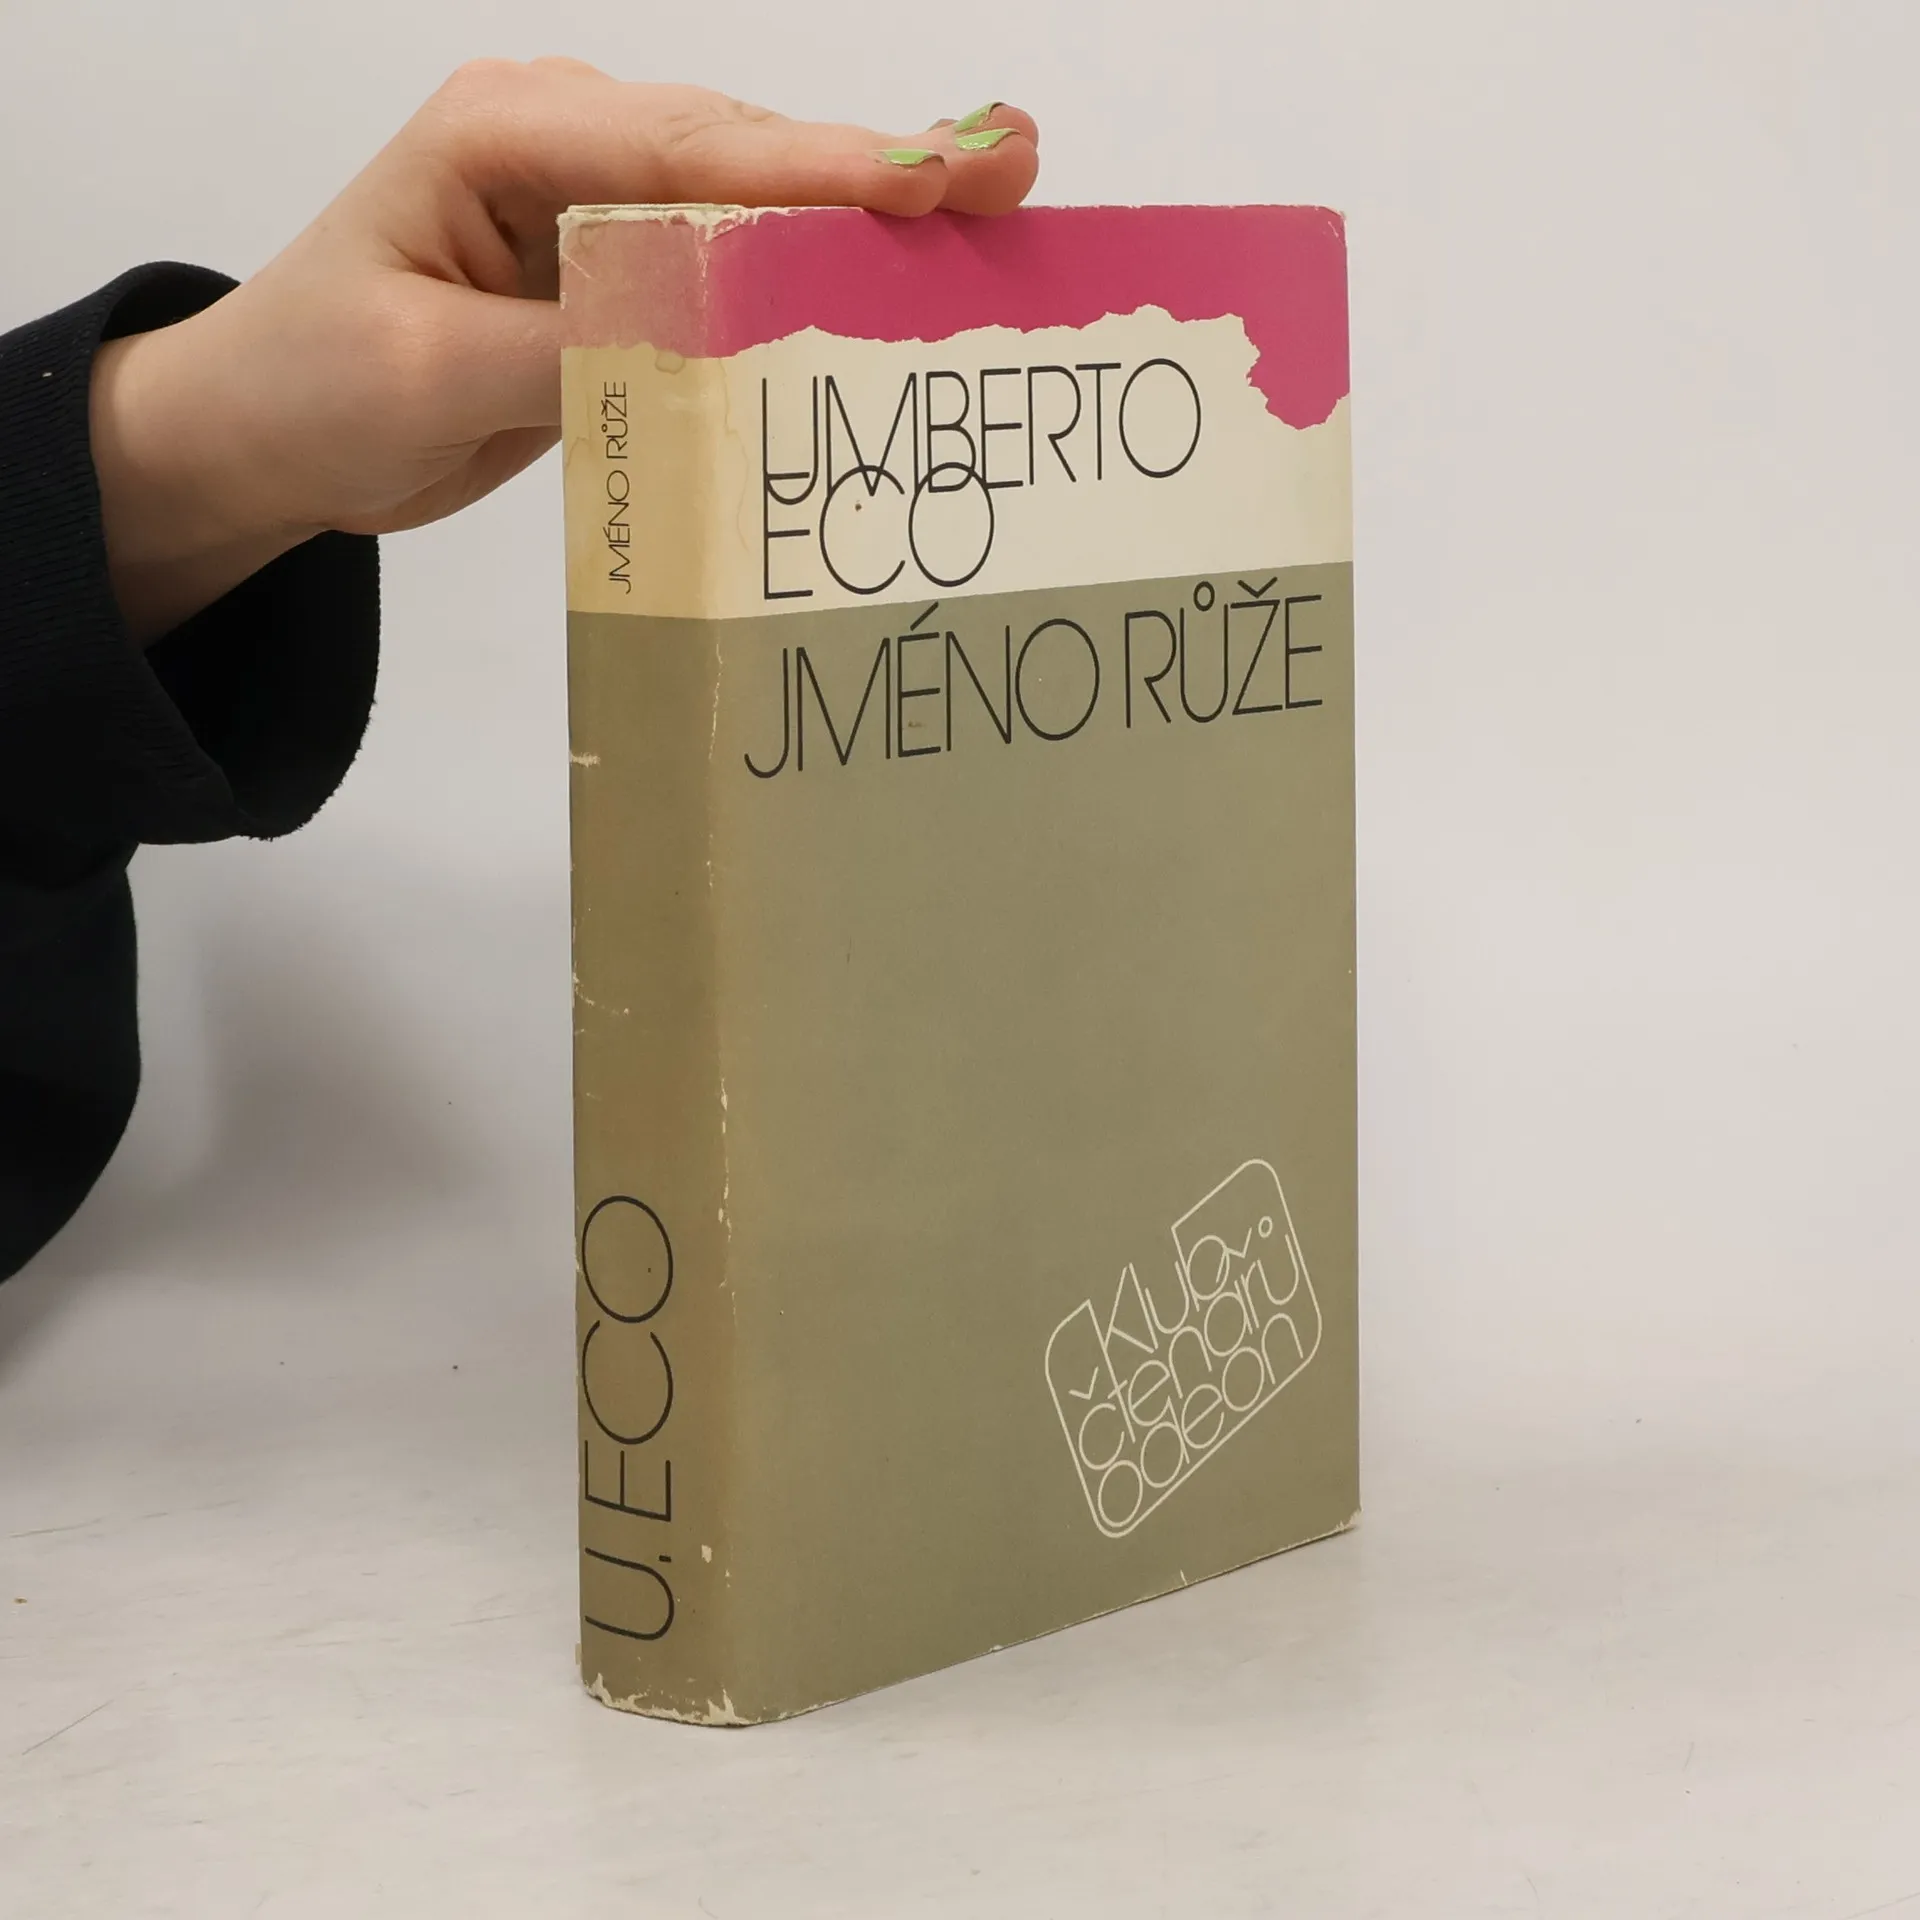 JMÉNO RŮŽE
U. ECO
UMBERTO
ECO
JMÉNO RŮŽE
Klub
čtenářů
odeon